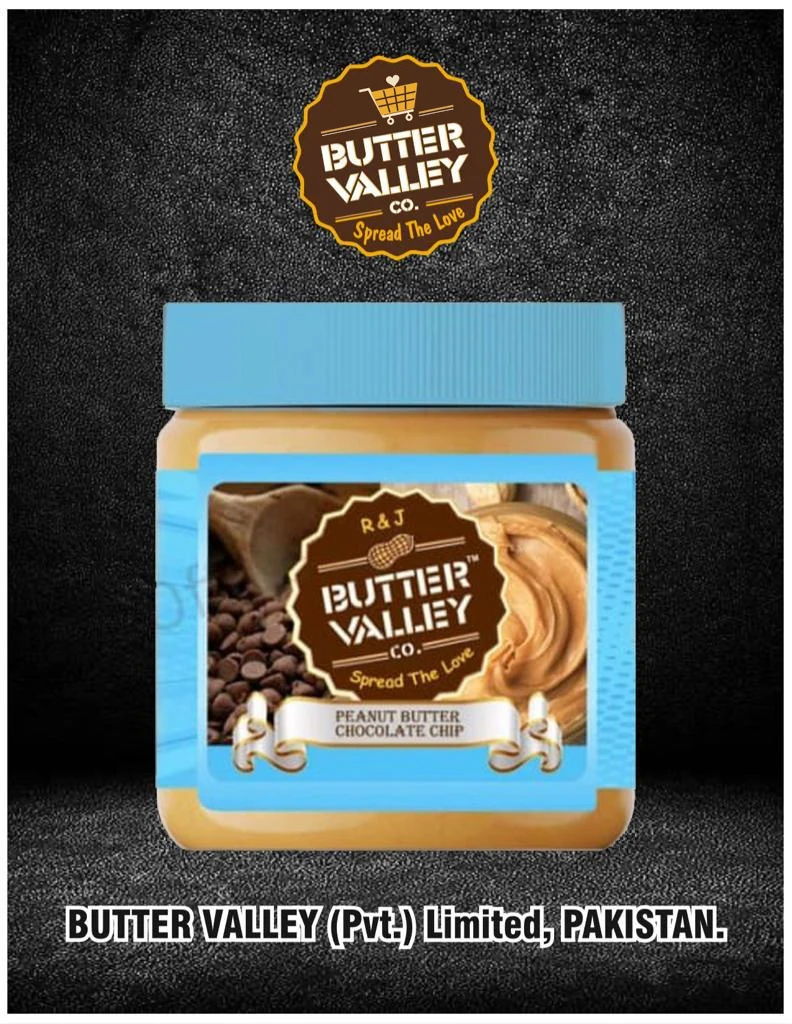 BUTTER
VALLEY
CO.
Spread The Love
R & J
BUTTER™
VALLEY
CO.
Spread The Love
PEANUT BUTTER
CHOCOLATE CHIP
BUTTER VALLEY (Pvt.) Limited, PAKISTAN.